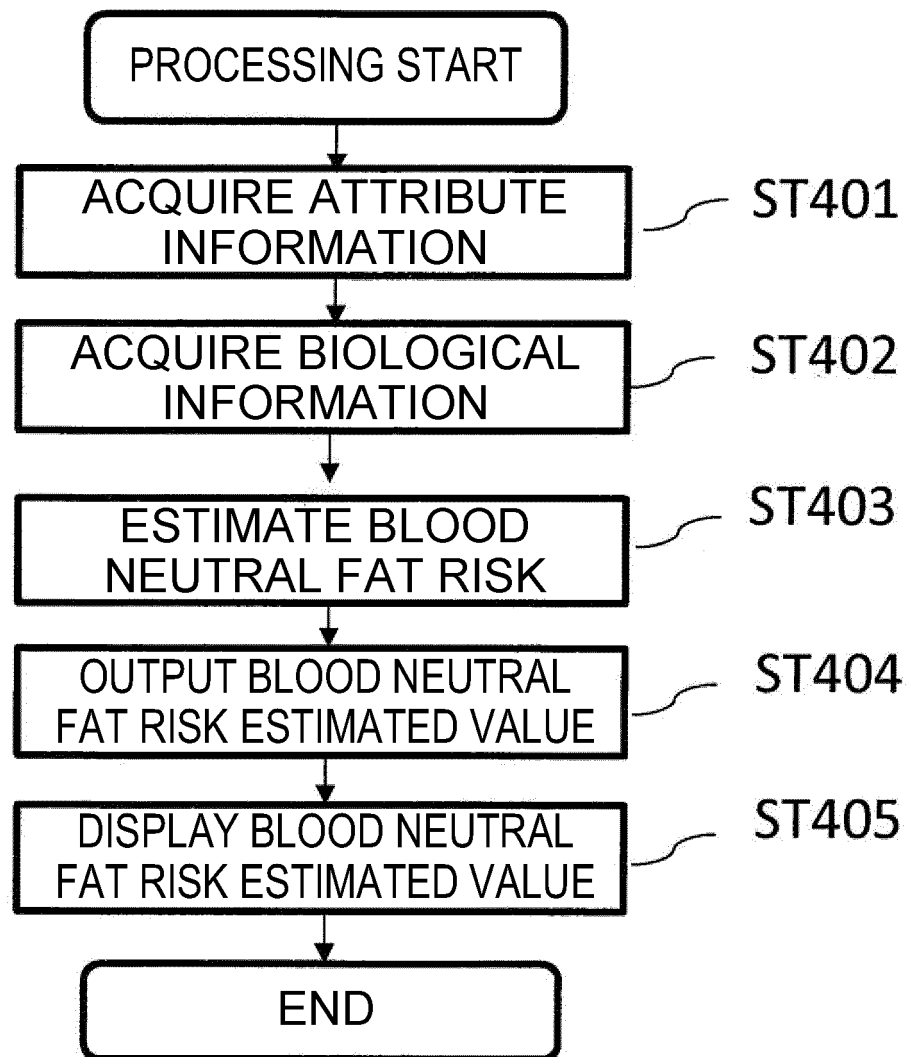 PROCESSING START
ACQUIRE ATTRIBUTE
INFORMATION
ST401
ACQUIRE BIOLOGICAL
INFORMATION
ST402
ESTIMATE BLOOD
NEUTRAL FAT RISK
ST403
OUTPUT BLOOD NEUTRAL
FAT RISK ESTIMATED VALUE
ST404
DISPLAY BLOOD NEUTRAL
FAT RISK ESTIMATED VALUE
ST405
END